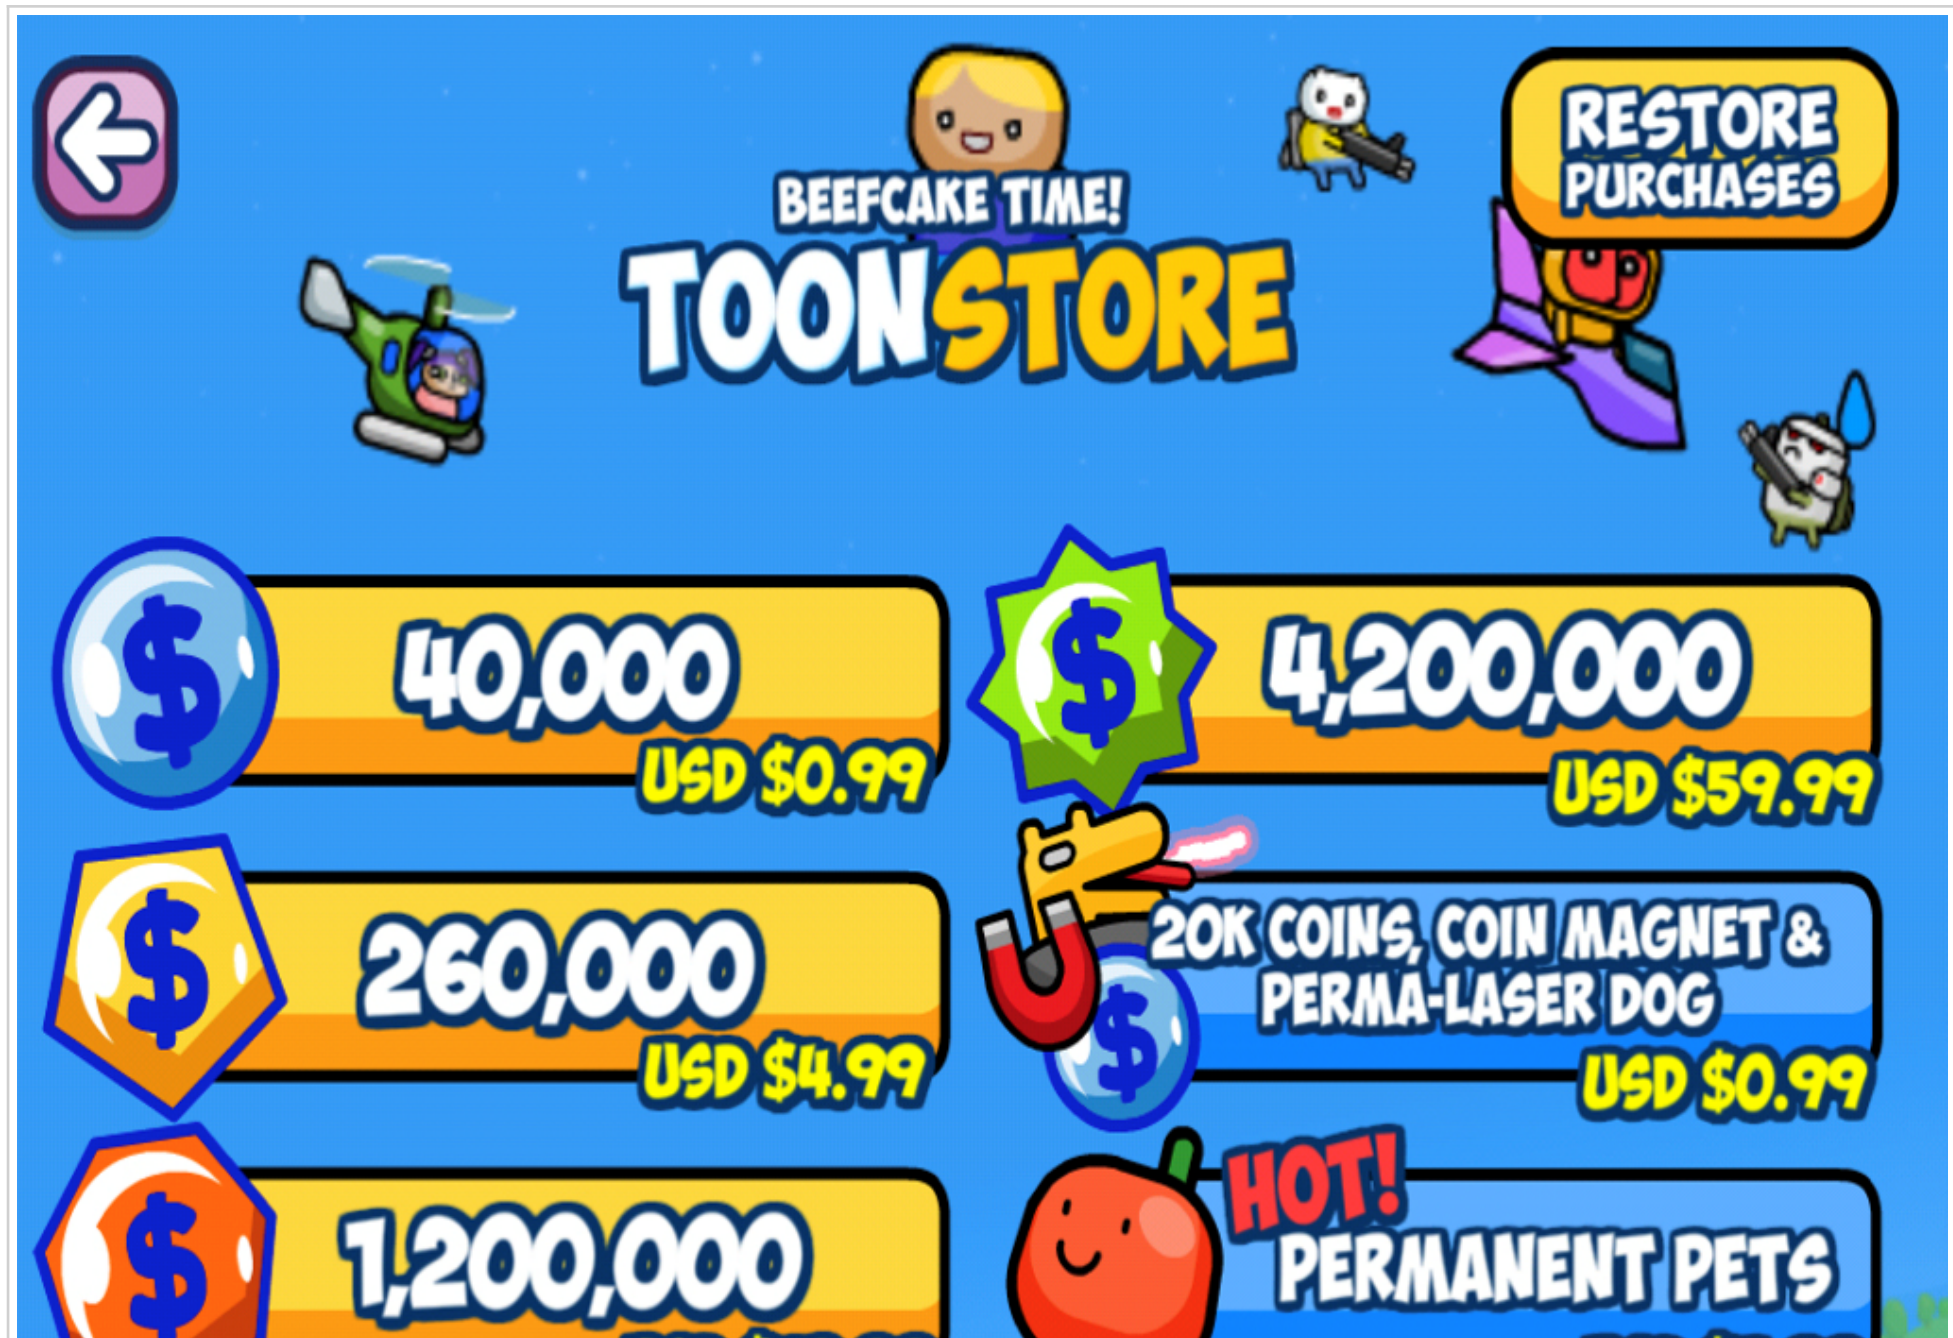 RESTORE
PURCHASES
BEEFCAKE TIME!
TOONSTORE
$
40,000
USD $0.99
$
4,200,000
USD $59.99
$
260,000
USD $4.99
$
20K COINS, COIN MAGNET &
PERMA-LASER DOG
USD $0.99
$
1,200,000
HOT!
PERMANENT PETS